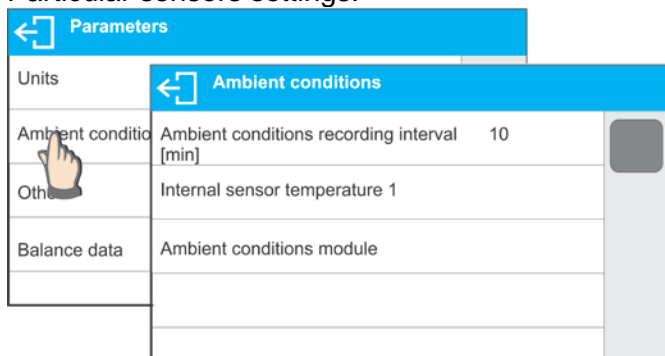 Particular sensors settings.
Parameters
Units
Ambient conditio
Othe
Balance data
Ambient conditions
Ambient conditions recording interval 10
[min]
Internal sensor temperature 1
Ambient conditions module